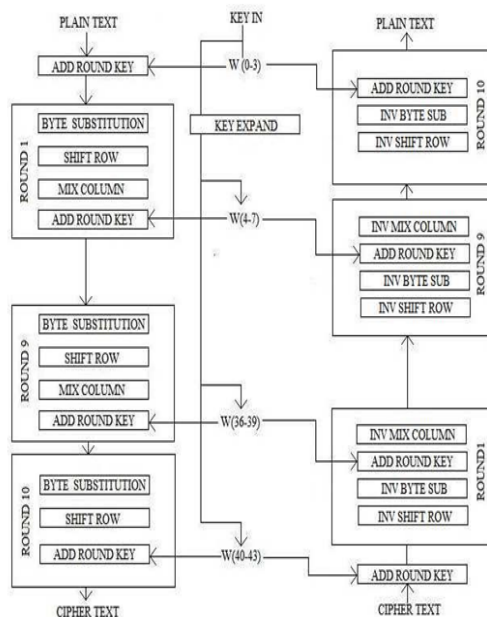 PLAIN TEXT
ADD ROUND KEY
ROUND 1
BYTE SUBSTITUTION
SHIFT ROW
MIX COLUMN
ADD ROUND KEY
ROUND 9
BYTE SUBSTITUTION
SHIFT ROW
MIX COLUMN
ADD ROUND KEY
ROUND 10
BYTE SUBSTITUTION
SHIFT ROW
ADD ROUND KEY
CIPHER TEXT
KEY IN
W (0-3)
KEY EXPAND
W(4-7)
W(36-39)
W(40-43)
PLAIN TEXT
ROUND 10
ADD ROUND KEY
INV BYTE SUB
INV SHIFT ROW
ROUND 9
INV MIX COLUMN
ADD ROUND KEY
INV BYTE SUB
INV SHIFT ROW
ROUND1
INV MIX COLUMN
ADD ROUND KEY
INV BYTE SUB
INV SHIFT ROW
ADD ROUND KEY
CIPHER TEXT